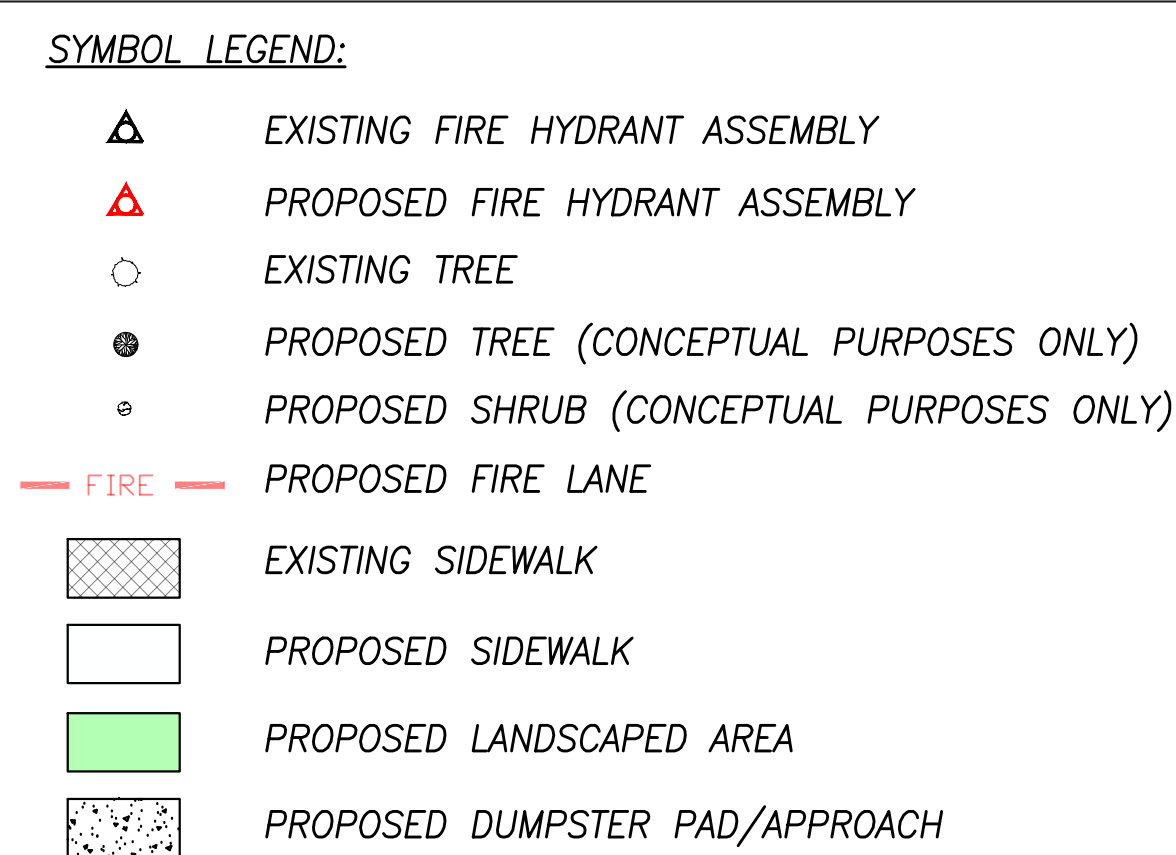 SYMBOL LEGEND:
EXISTING FIRE HYDRANT ASSEMBLY
PROPOSED FIRE HYDRANT ASSEMBLY
EXISTING TREE
PROPOSED TREE (CONCEPTUAL PURPOSES ONLY)
PROPOSED SHRUB (CONCEPTUAL PURPOSES ONLY)
FIRE PROPOSED FIRE LANE
EXISTING SIDEWALK
PROPOSED SIDEWALK
PROPOSED LANDSCAPED AREA
PROPOSED DUMPSTER PAD/APPROACH